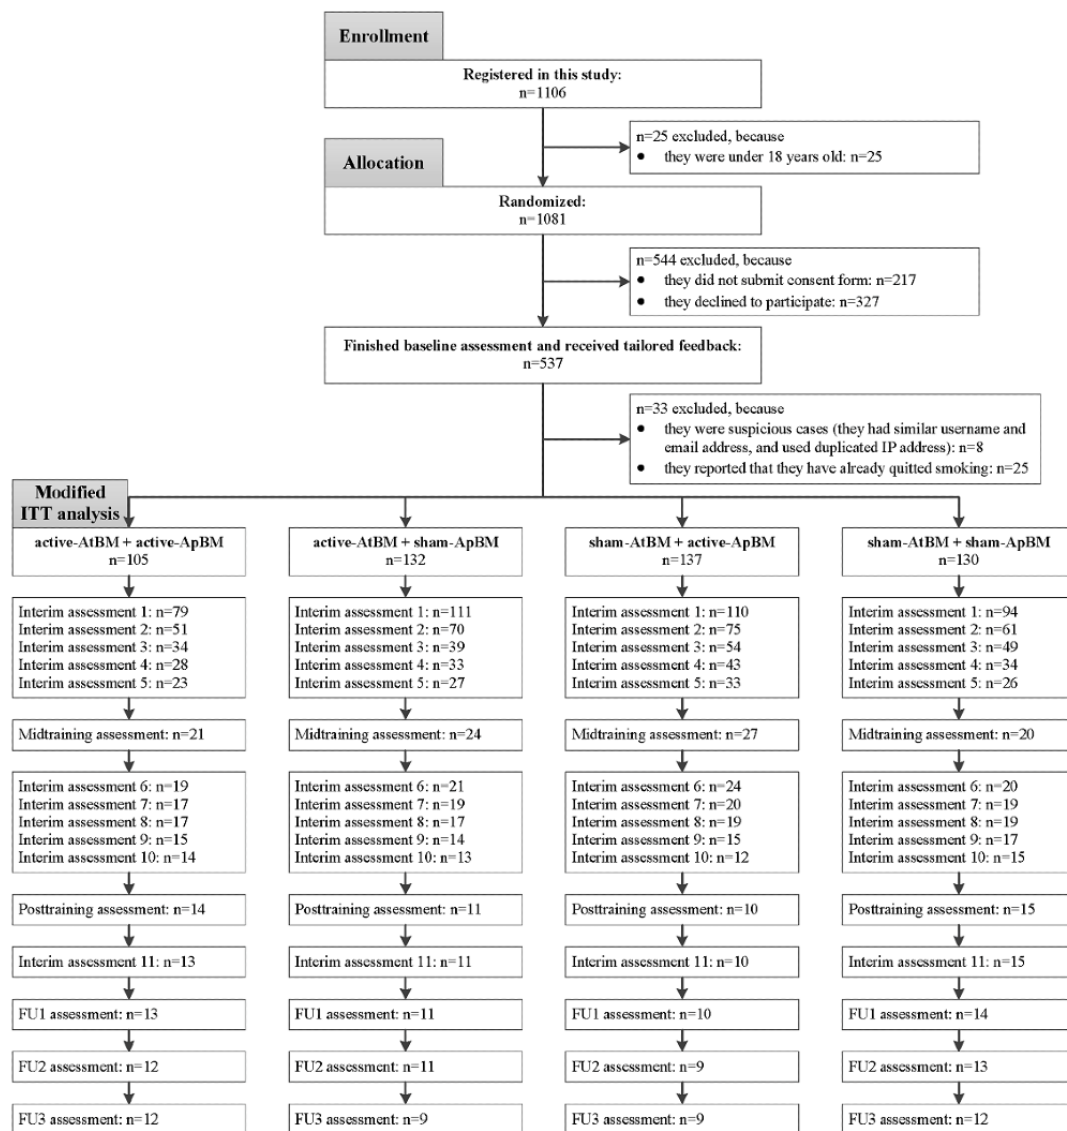 Enrollment
Registered in this study:
n=1106
n=25 excluded, because
• they were under 18 years old: n=25
Allocation
Randomized:
n=1081
n=544 excluded, because
• they did not submit consent form: n=217
• they declined to participate: n=327
Finished baseline assessment and received tailored feedback:
n=537
n=33 excluded, because
• they were suspicious cases (they had similar username and
email address, and used duplicated IP address): n=8
• they reported that they have already quitted smoking: n=25
Modified
ITT analysis
active-AtBM + active-ApBM
n=105
Interim assessment 1: n=79
Interim assessment 2: n=51
Interim assessment 3: n=34
Interim assessment 4: n=28
Interim assessment 5: n=23
Midtraining assessment: n=21
Interim assessment 6: n=19
Interim assessment 7: n=17
Interim assessment 8: n=17
Interim assessment 9: n=15
Interim assessment 10: n=14
Posttraining assessment: n=14
Interim assessment 11: n=13
FU1 assessment: n=13
FU2 assessment: n=12
FU3 assessment: n=12
active-AtBM + sham-ApBM
n=132
Interim assessment 1: n=111
Interim assessment 2: n=70
Interim assessment 3: n=39
Interim assessment 4: n=33
Interim assessment 5: n=27
Midtraining assessment: n=24
Interim assessment 6: n=21
Interim assessment 7: n=19
Interim assessment 8: n=17
Interim assessment 9: n=14
Interim assessment 10: n=13
Posttraining assessment: n=11
Interim assessment 11: n=11
FU1 assessment: n=11
FU2 assessment: n=11
FU3 assessment: n=9
sham-AtBM + active-ApBM
n=137
Interim assessment 1: n=110
Interim assessment 2: n=75
Interim assessment 3: n=54
Interim assessment 4: n=43
Interim assessment 5: n=33
Midtraining assessment: n=27
Interim assessment 6: n=24
Interim assessment 7: n=20
Interim assessment 8: n=19
Interim assessment 9: n=15
Interim assessment 10: n=12
Posttraining assessment: n=10
Interim assessment 11: n=10
FU1 assessment: n=10
FU2 assessment: n=9
FU3 assessment: n=9
sham-AtBM + sham-ApBM
n=130
Interim assessment 1: n=94
Interim assessment 2: n=61
Interim assessment 3: n=49
Interim assessment 4: n=34
Interim assessment 5: n=26
Midtraining assessment: n=20
Interim assessment 6: n=20
Interim assessment 7: n=19
Interim assessment 8: n=19
Interim assessment 9: n=17
Interim assessment 10: n=15
Posttraining assessment: n=15
Interim assessment 11: n=15
FU1 assessment: n=14
FU2 assessment: n=13
FU3 assessment: n=12